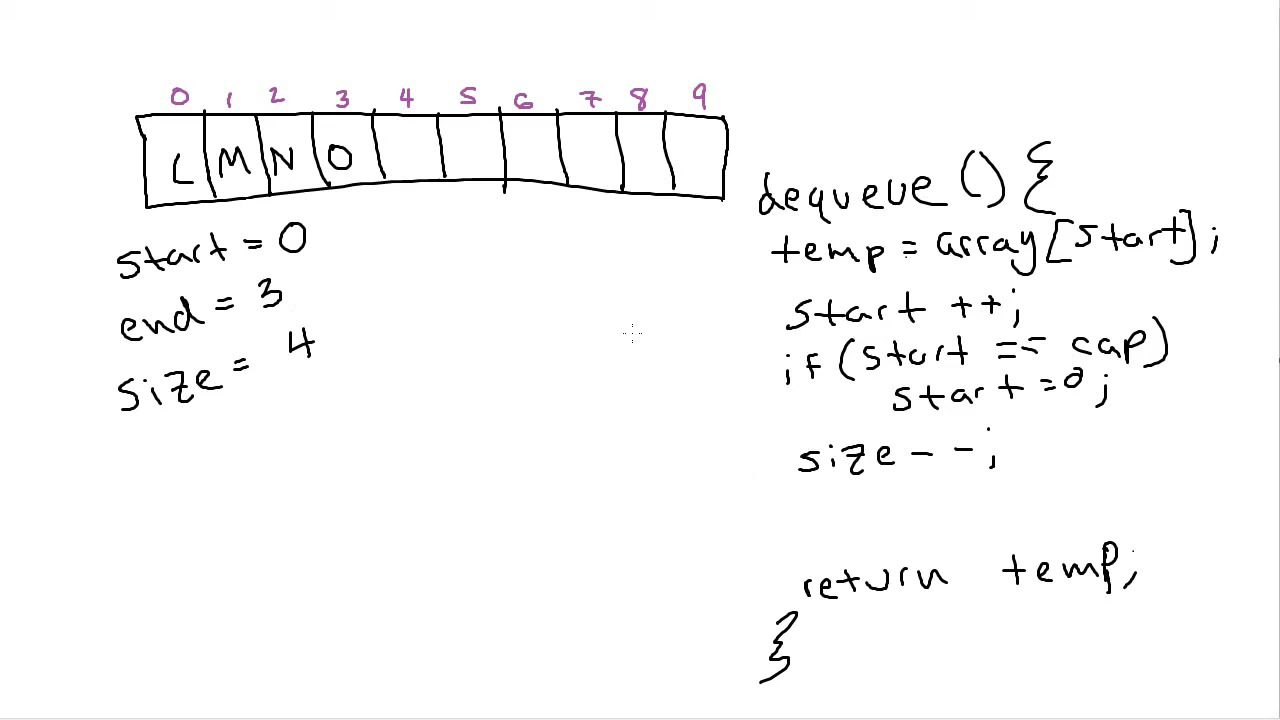 0 1 2 3 4 5 6 7 8 9
L M N O
start = 0
end = 3
size = 4
dequeue () {
temp = array[start];
start ++;
if (start == cap)
start = 0;
size --;
return temp;
}